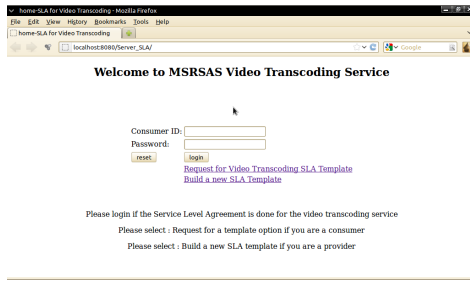 home-SLA for Video Transcoding - Mozilla Firefox
File Edit View History Bookmarks Tools Help
home-SLA for Video Transcoding
localhost:8080/Server_SLA/ Google
Welcome to MSRSAS Video Transcoding Service
Consumer ID:
Password:
reset login
Request for Video Transcoding SLA Template
Build a new SLA Template
Please login if the Service Level Agreement is done for the video transcoding service
Please select : Request for a template option if you are a consumer
Please select : Build a new SLA template if you are a provider